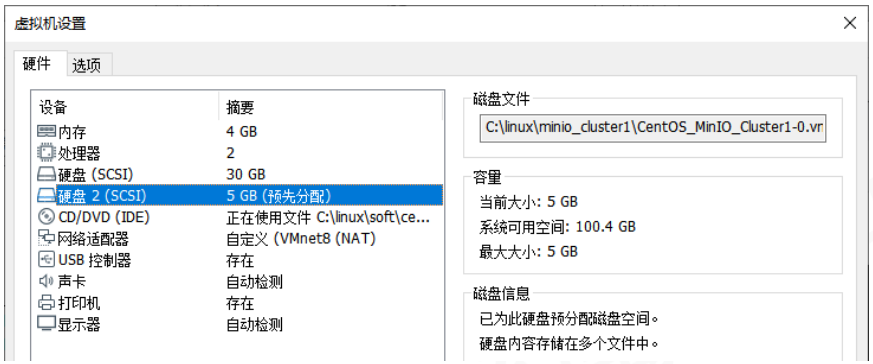 虚拟机设置
硬件 选项
设备 摘要
内存 4 GB
处理器 2
硬盘 (SCSI) 30 GB
硬盘 2 (SCSI) 5 GB (预先分配)
CD/DVD (IDE) 正在使用文件 C:\linux\soft\ce...
网络适配器 自定义 (VMnet8 (NAT)
USB 控制器 存在
声卡 自动检测
打印机 存在
显示器 自动检测
磁盘文件
C:\linux\minio_cluster1\CentOS_MinIO_Cluster1-0.vr
容量
当前大小: 5 GB
系统可用空间: 100.4 GB
最大大小: 5 GB
磁盘信息
已为此硬盘预分配磁盘空间。
硬盘内容存储在多个文件中。